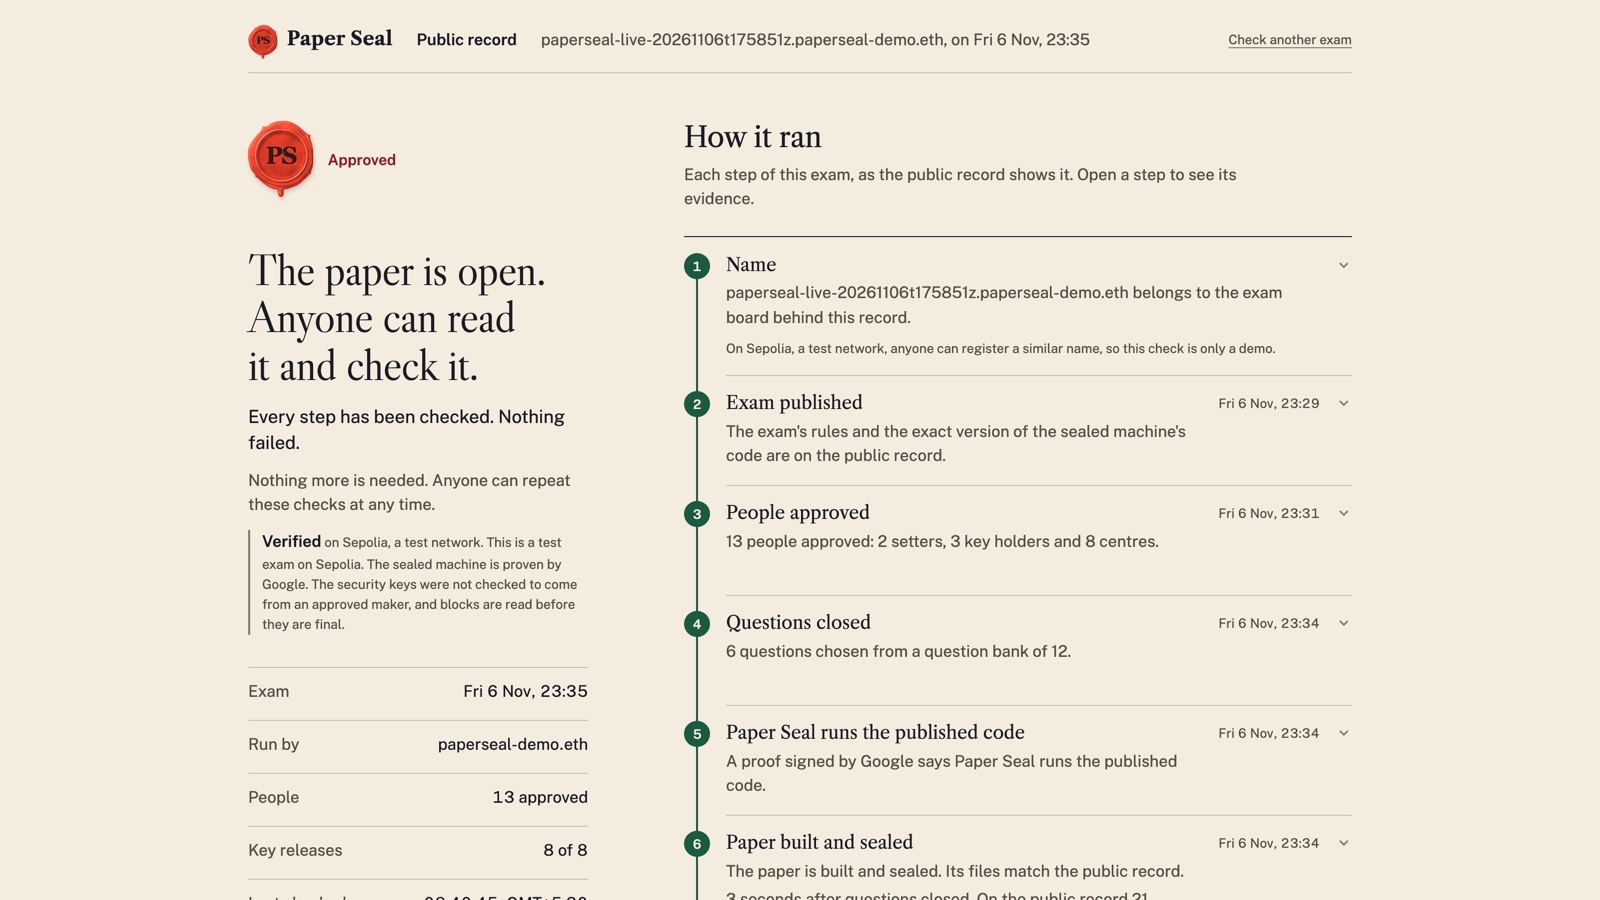 PS Paper Seal Public record paperseal-live-20261106t175851z.paperseal-demo.eth, on Fri 6 Nov, 23:35 Check another exam
PS Approved
The paper is open.
Anyone can read
it and check it.
Every step has been checked. Nothing
failed.
Nothing more is needed. Anyone can repeat
these checks at any time.
Verified on Sepolia, a test network. This is a test
exam on Sepolia. The sealed machine is proven by
Google. The security keys were not checked to come
from an approved maker, and blocks are read before
they are final.
Exam Fri 6 Nov, 23:35
Run by paperseal-demo.eth
People 13 approved
Key releases 8 of 8
How it ran
Each step of this exam, as the public record shows it. Open a step to see its
evidence.
1 Name
paperseal-live-20261106t175851z.paperseal-demo.eth belongs to the exam
board behind this record.
On Sepolia, a test network, anyone can register a similar name, so this check is only a demo.
2 Exam published Fri 6 Nov, 23:29
The exam's rules and the exact version of the sealed machine's
code are on the public record.
3 People approved Fri 6 Nov, 23:31
13 people approved: 2 setters, 3 key holders and 8 centres.
4 Questions closed Fri 6 Nov, 23:34
6 questions chosen from a question bank of 12.
5 Paper Seal runs the published code Fri 6 Nov, 23:34
A proof signed by Google says Paper Seal runs the published
code.
6 Paper built and sealed Fri 6 Nov, 23:34
The paper is built and sealed. Its files match the public record.
3 seconds after questions closed. On the public record 21